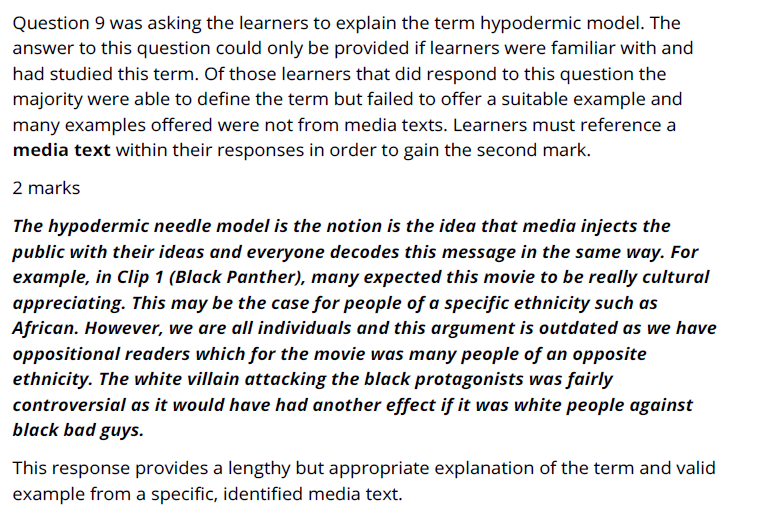 Question 9 was asking the learners to explain the term hypodermic model. The
answer to this question could only be provided if learners were familiar with and
had studied this term. Of those learners that did respond to this question the
majority were able to define the term but failed to offer a suitable example and
many examples offered were not from media texts. Learners must reference a
media text within their responses in order to gain the second mark.
2 marks
The hypodermic needle model is the notion is the idea that media injects the
public with their ideas and everyone decodes this message in the same way. For
example, in Clip 1 (Black Panther), many expected this movie to be really cultural
appreciating. This may be the case for people of a specific ethnicity such as
African. However, we are all individuals and this argument is outdated as we have
oppositional readers which for the movie was many people of an opposite
ethnicity. The white villain attacking the black protagonists was fairly
controversial as it would have had another effect if it was white people against
black bad guys.
This response provides a lengthy but appropriate explanation of the term and valid
example from a specific, identified media text.